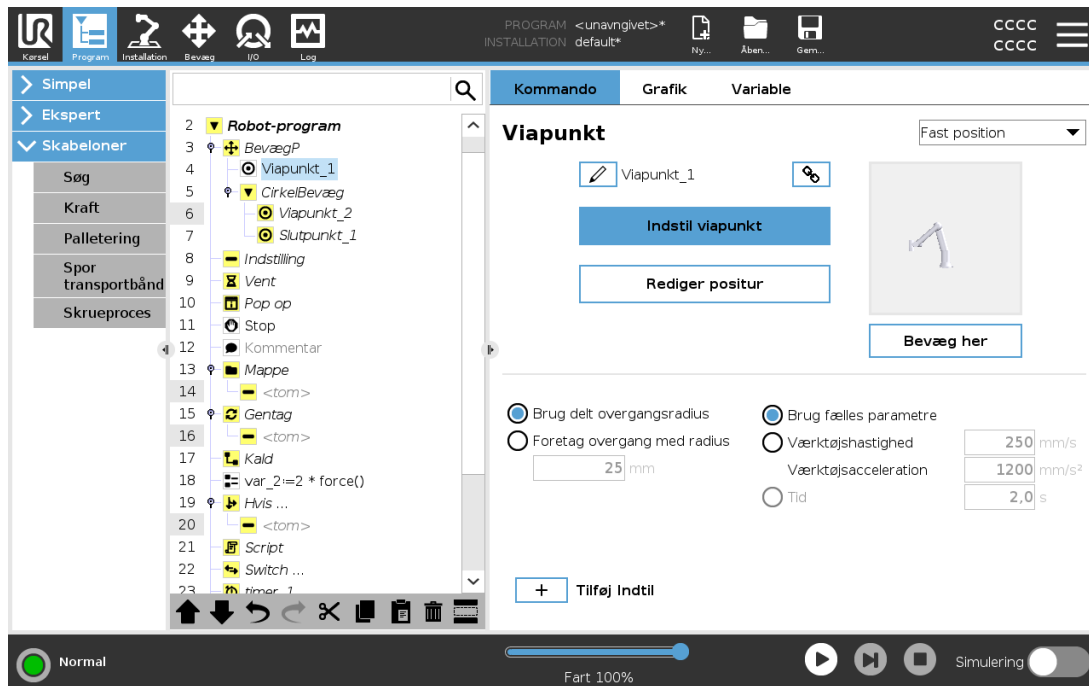 UR
PROGRAM <unavngivet>*
INSTALLATION default*
CCCC
CCCC
Kørsel Program Installation Bevæg I/O Log Ny... Åben... Gem...
Simpel
Ekspert
Skabeloner
Søg
Kraft
Palletering
Spor
transportbånd
Skrueproces
2 Robot-program
3 BevægP
4 Viapunkt_1
5 CirkelBevæg
6 Viapunkt_2
7 Slutpunkt_1
8 Indstilling
9 Vent
10 Pop op
11 Stop
12 Kommentar
13 Mappe
14 <tom>
15 Gentag
16 <tom>
17 Kald
18 var_2:=2 * force()
19 Hvis ...
20 <tom>
21 Script
22 Switch ...
23 timer_1
Kommando Grafik Variable
Viapunkt
Fast position
Viapunkt_1
Indstil viapunkt
Rediger positur
Bevæg her
Brug delt overgangsradius
Foretag overgang med radius
25 mm
Brug fælles parametre
Værktøjshastighed 250 mm/s
Værktøjsacceleration 1200 mm/s²
Tid 2,0 s
+ Tilføj Indtil
Normal
Fart 100%
Simulering